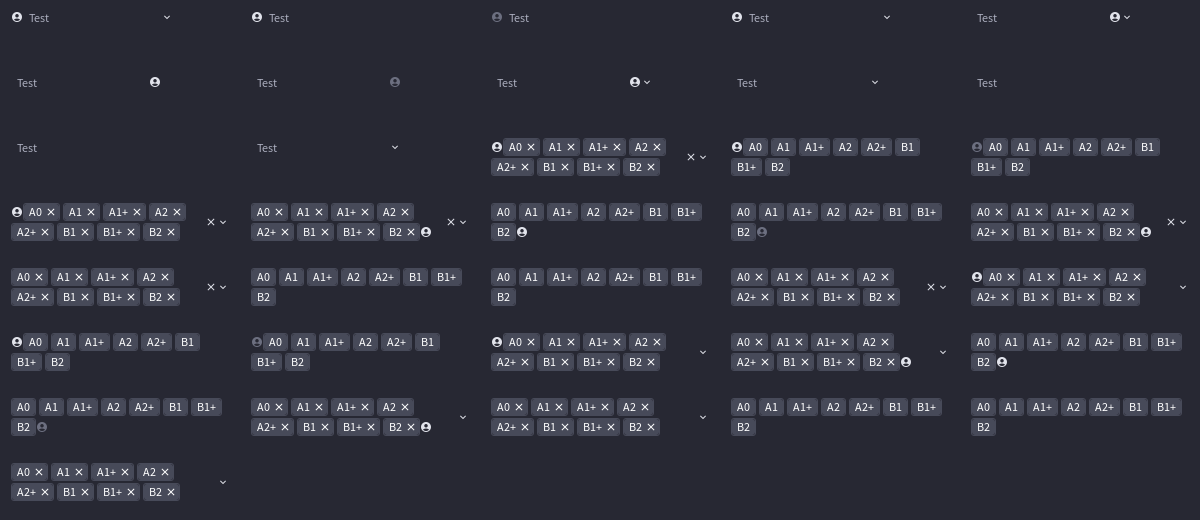 Test Test Test Test Test
Test Test Test Test Test
Test Test A0 A1 A1+ A2 A0 A1 A1+ A2 A2+ B1 A0 A1 A1+ A2 A2+ B1
A2+ B1 B1+ B2 B1+ B2 B1+ B2
A0 A1 A1+ A2 A0 A1 A1+ A2 A0 A1 A1+ A2 A2+ B1 B1+ A0 A1 A1+ A2 A2+ B1 B1+ A0 A1 A1+ A2
A2+ B1 B1+ B2 A2+ B1 B1+ B2 B2 B2 A2+ B1 B1+ B2
A0 A1 A1+ A2 A0 A1 A1+ A2 A2+ B1 B1+ A0 A1 A1+ A2 A2+ B1 B1+ A0 A1 A1+ A2 A0 A1 A1+ A2
A2+ B1 B1+ B2 B2 B2 A2+ B1 B1+ B2 A2+ B1 B1+ B2
A0 A1 A1+ A2 A2+ B1 A0 A1 A1+ A2 A2+ B1 A0 A1 A1+ A2 A0 A1 A1+ A2 A0 A1 A1+ A2 A2+ B1 B1+
B1+ B2 B1+ B2 A2+ B1 B1+ B2 A2+ B1 B1+ B2 B2
A0 A1 A1+ A2 A2+ B1 B1+ A0 A1 A1+ A2 A0 A1 A1+ A2 A0 A1 A1+ A2 A2+ B1 B1+ A0 A1 A1+ A2 A2+ B1 B1+
B2 A2+ B1 B1+ B2 A2+ B1 B1+ B2 B2 B2
A0 A1 A1+ A2
A2+ B1 B1+ B2